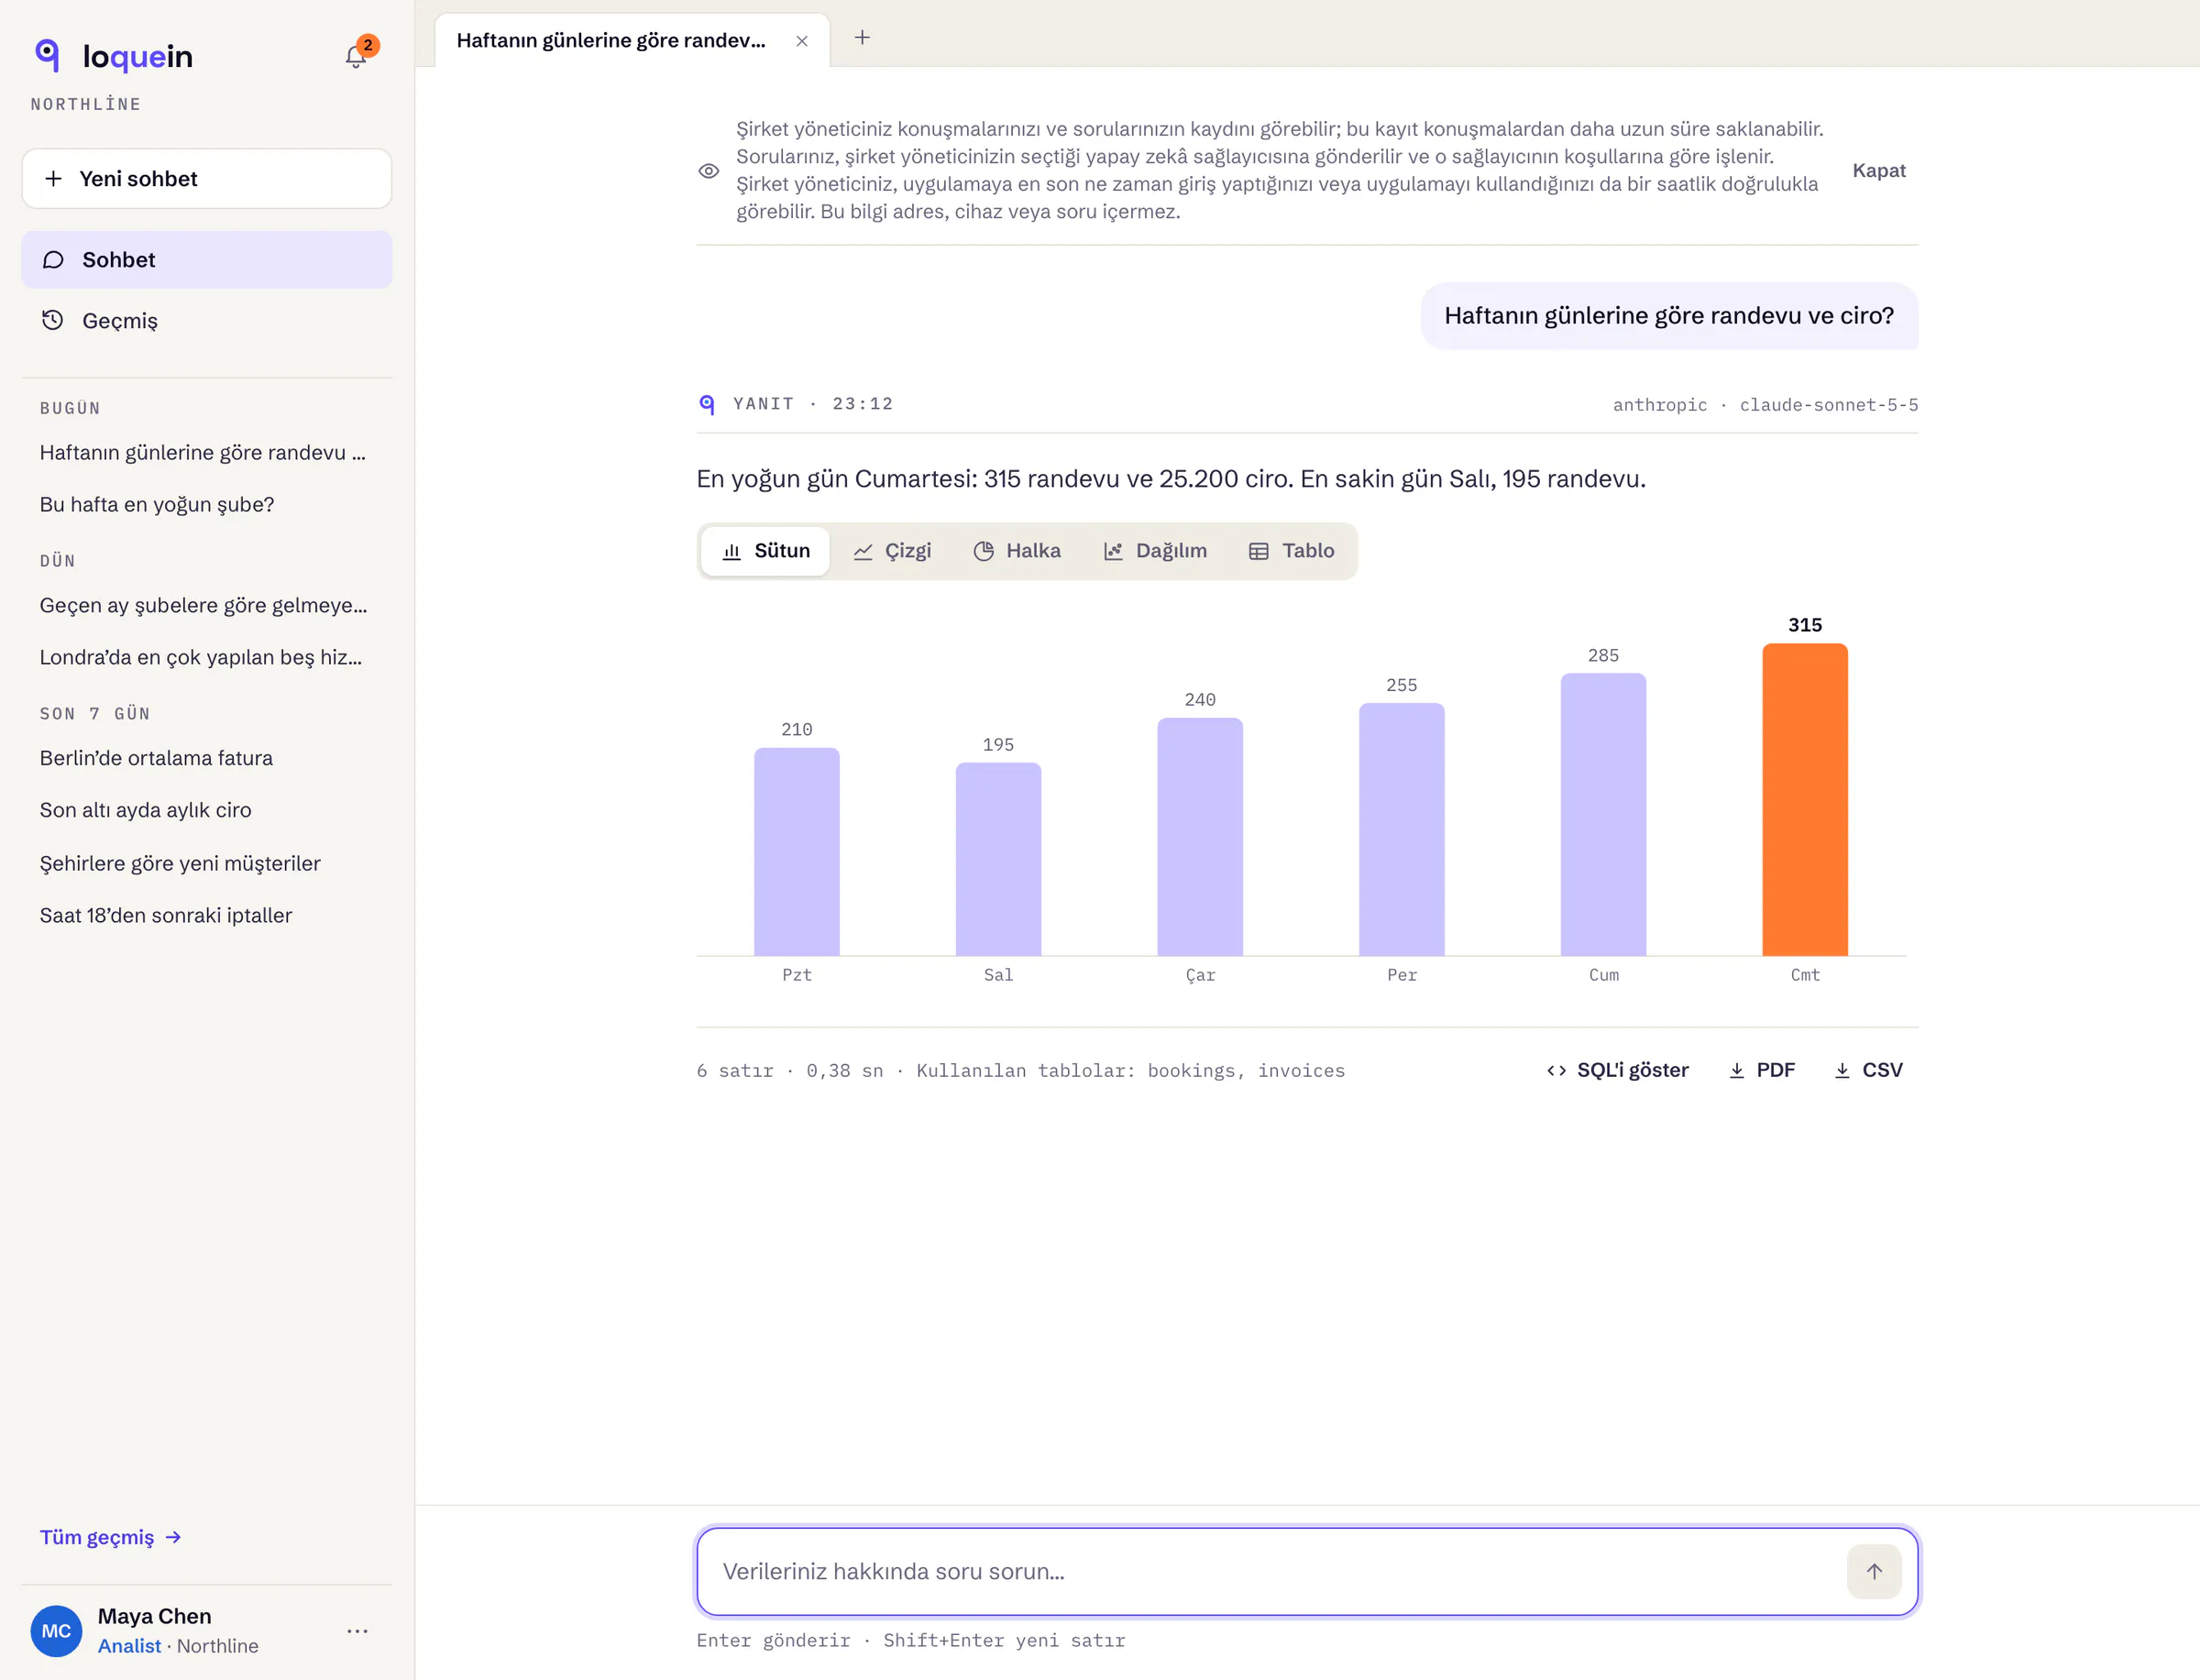 loquein
2
NORTHLİNE
Yeni sohbet
Sohbet
Geçmiş
BUGÜN
Haftanın günlerine göre randevu ...
Bu hafta en yoğun şube?
DÜN
Geçen ay şubelere göre gelmeye...
Londra’da en çok yapılan beş hiz...
SON 7 GÜN
Berlin’de ortalama fatura
Son altı ayda aylık ciro
Şehirlere göre yeni müşteriler
Saat 18’den sonraki iptaller
Tüm geçmiş →
MC
Maya Chen
Analist · Northline
Haftanın günlerine göre randev...
Şirket yöneticiniz konuşmalarınızı ve sorularınızın kaydını görebilir; bu kayıt konuşmalardan daha uzun süre saklanabilir.
Sorularınız, şirket yöneticinizin seçtiği yapay zekâ sağlayıcısına gönderilir ve o sağlayıcının koşullarına göre işlenir.
Şirket yöneticiniz, uygulamaya en son ne zaman giriş yaptığınızı veya uygulamayı kullandığınızı da bir saatlik doğrulukla
görebilir. Bu bilgi adres, cihaz veya soru içermez.
Kapat
Haftanın günlerine göre randevu ve ciro?
YANIT · 23:12
anthropic · claude-sonnet-5-5
En yoğun gün Cumartesi: 315 randevu ve 25.200 ciro. En sakin gün Salı, 195 randevu.
Sütun Çizgi Halka Dağılım Tablo
210 195 240 255 285 315
Pzt Sal Çar Per Cum Cmt
6 satır · 0,38 sn · Kullanılan tablolar: bookings, invoices
SQL'i göster PDF CSV
Verileriniz hakkında soru sorun...
Enter gönderir · Shift+Enter yeni satır